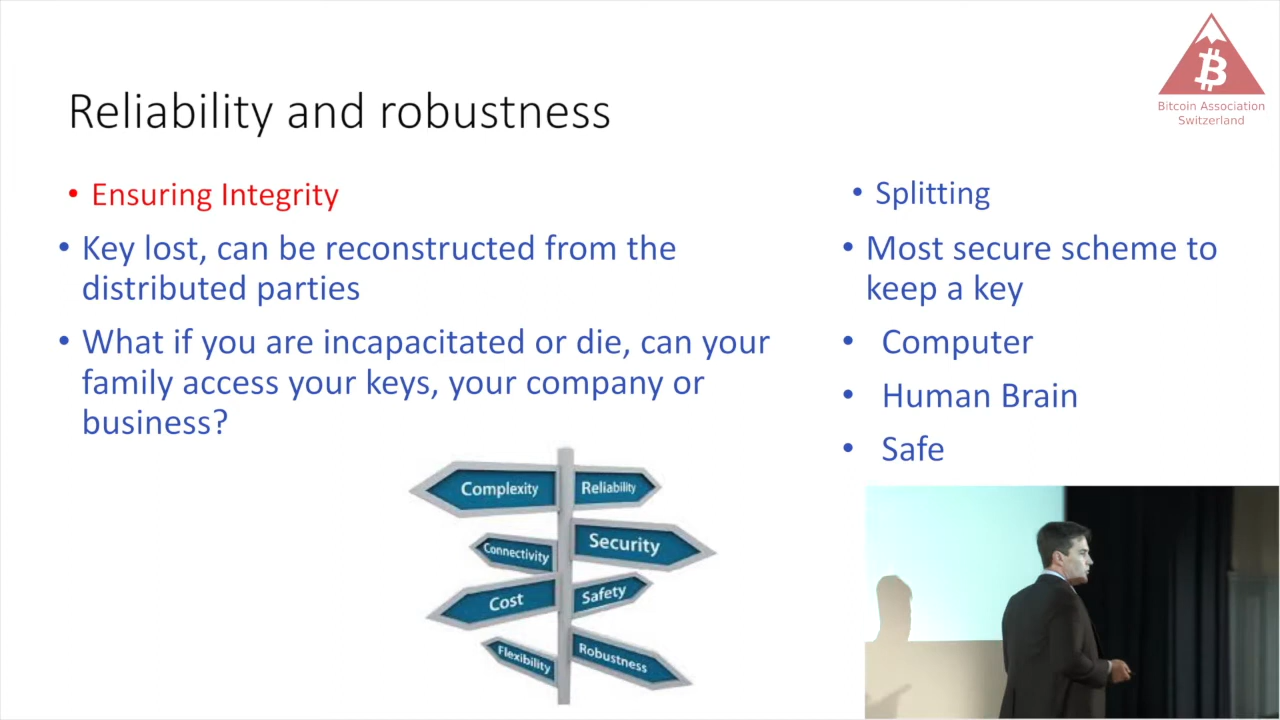 Bitcoin Association
Switzerland
Reliability and robustness
• Ensuring Integrity
• Key lost, can be reconstructed from the
distributed parties
• What if you are incapacitated or die, can your
family access your keys, your company or
business?
• Splitting
• Most secure scheme to
keep a key
• Computer
• Human Brain
• Safe
Complexity
Reliability
Connectivity
Security
Cost
Safety
Flexibility
Robustness